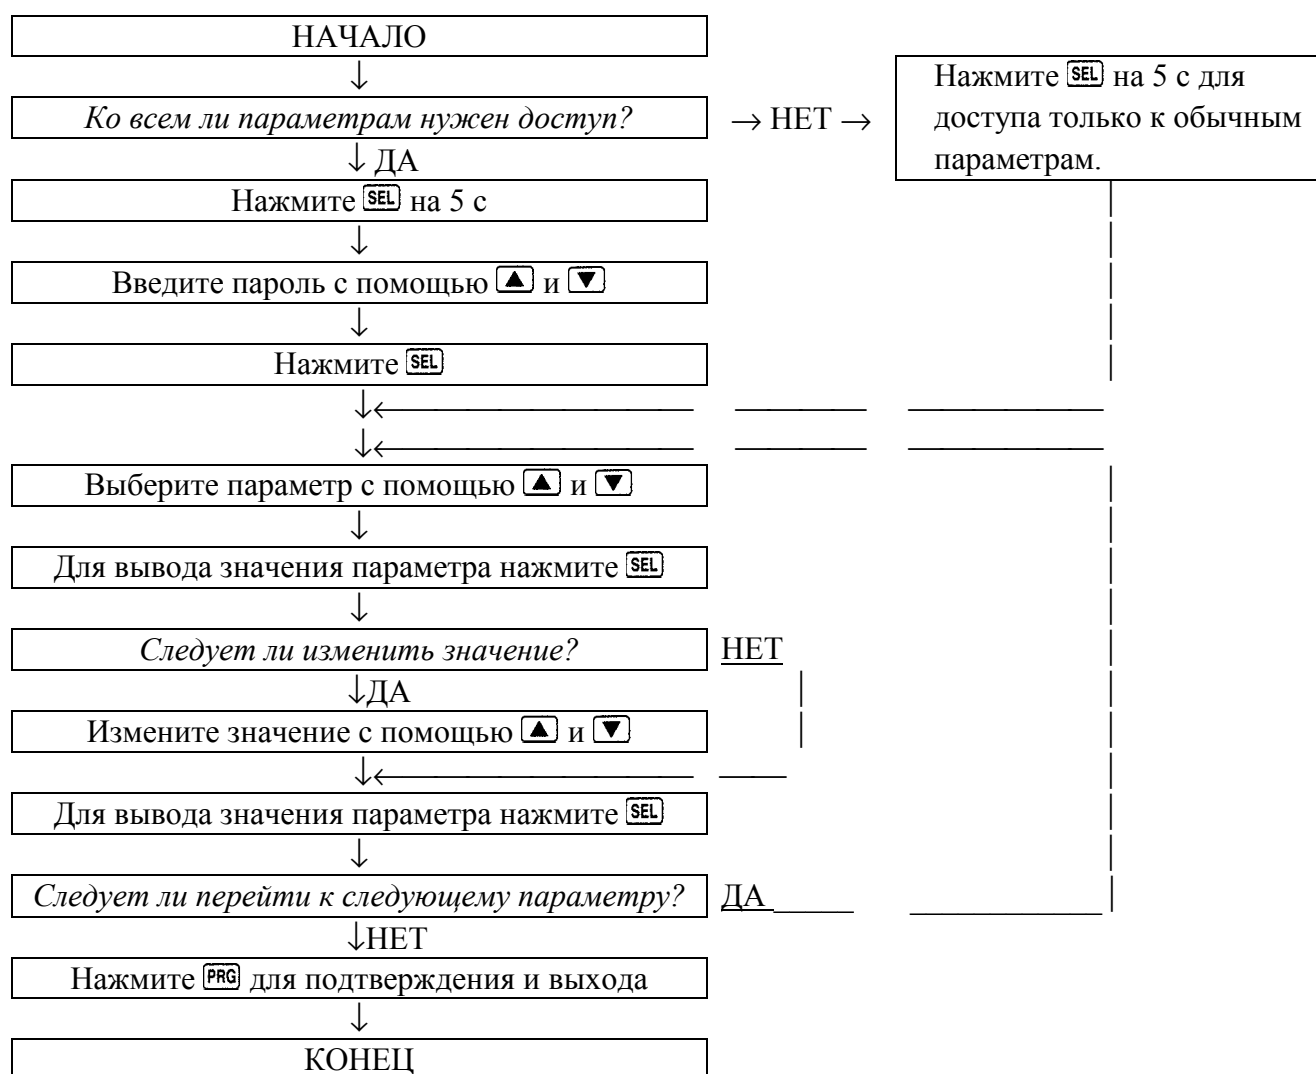 НАЧАЛО
↓
Ко всем ли параметрам нужен доступ? → НЕТ →
Нажмите SEL на 5 с для
доступа только к обычным
параметрам.
↓ ДА
Нажмите SEL на 5 с
↓
Введите пароль с помощью ▲ и ▼
↓
Нажмите SEL
↓←
↓←
Выберите параметр с помощью ▲ и ▼
↓
Для вывода значения параметра нажмите SEL
↓
Следует ли изменить значение? НЕТ
↓ДА
Измените значение с помощью ▲ и ▼
↓←
Для вывода значения параметра нажмите SEL
↓
Следует ли перейти к следующему параметру? ДА
↓НЕТ
Нажмите PRG для подтверждения и выхода
↓
КОНЕЦ